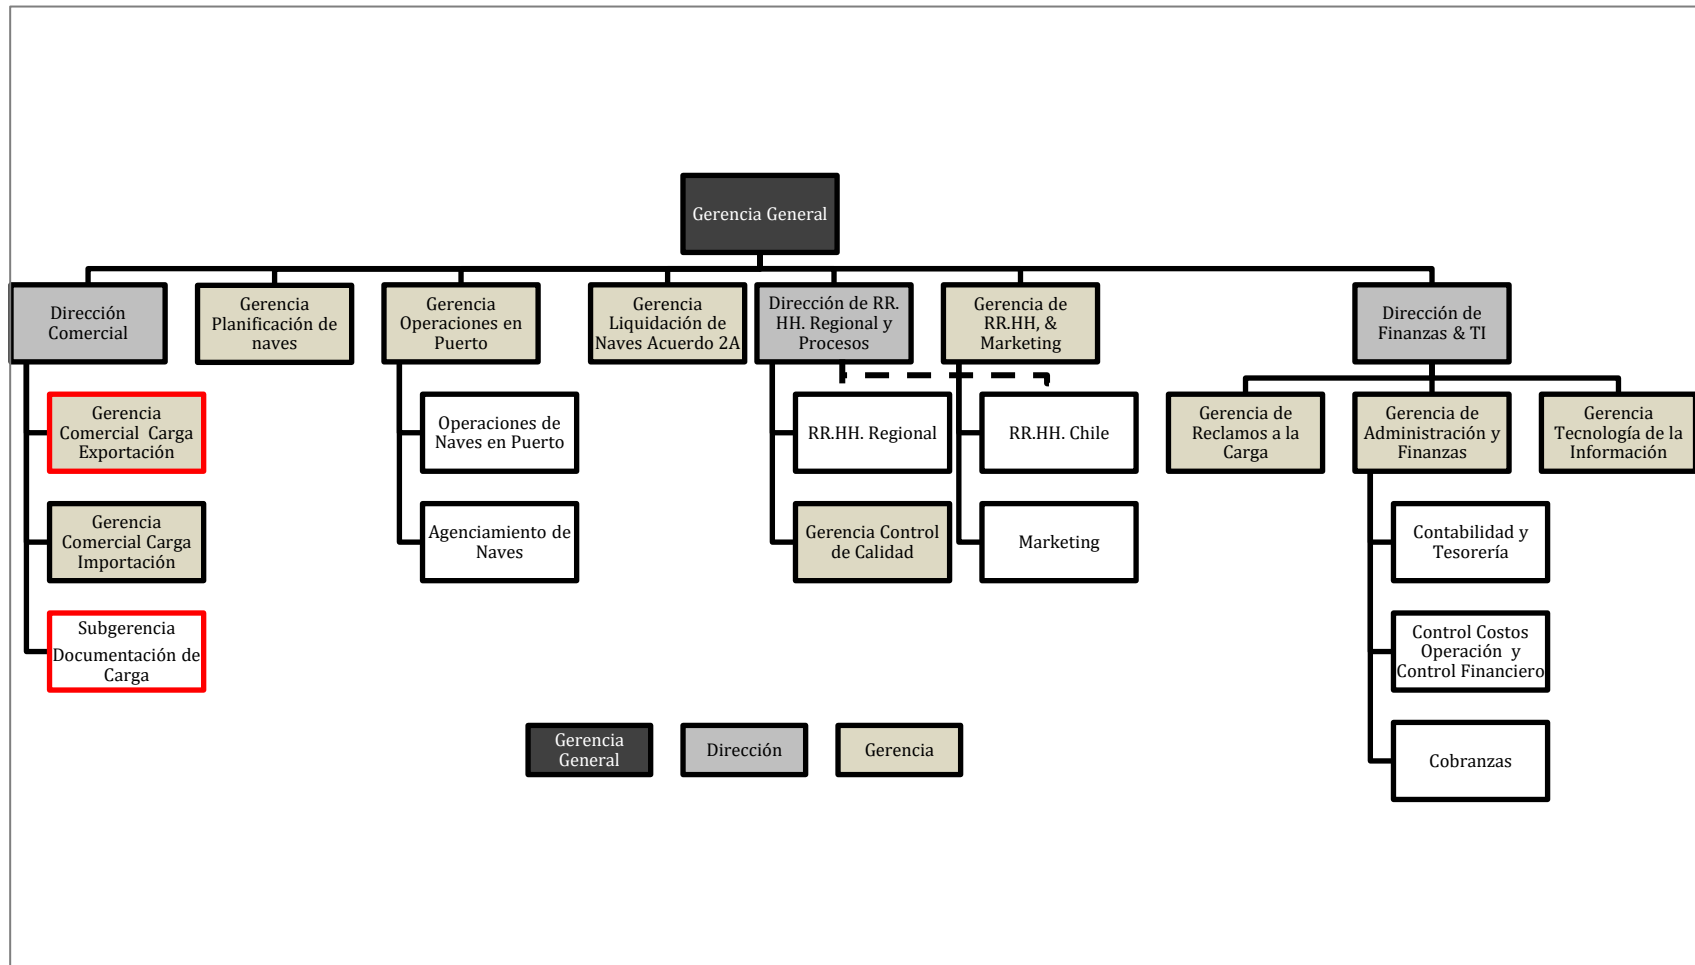 Gerencia General
Dirección
Comercial
Gerencia
Planificación de
naves
Gerencia
Operaciones en
Puerto
Gerencia
Liquidación de
Naves Acuerdo 2A
Dirección de RR.
HH. Regional y
Procesos
Gerencia de
RR.HH, &
Marketing
Dirección de
Finanzas & TI
Gerencia
Comercial  Carga
Exportación
Operaciones de
Naves en Puerto
RR.HH. Regional
RR.HH. Chile
Gerencia de
Reclamos a la
Carga
Gerencia de
Administración y
Finanzas
Gerencia
Tecnología de la
Información
Gerencia
Comercial Carga
Importación
Agenciamiento de
Naves
Gerencia Control
de Calidad
Marketing
Contabilidad y
Tesorería
Subgerencia
Documentación de
Carga
Control Costos
Operación  y
Control Financiero
Cobranzas
Gerencia
General
Dirección
Gerencia